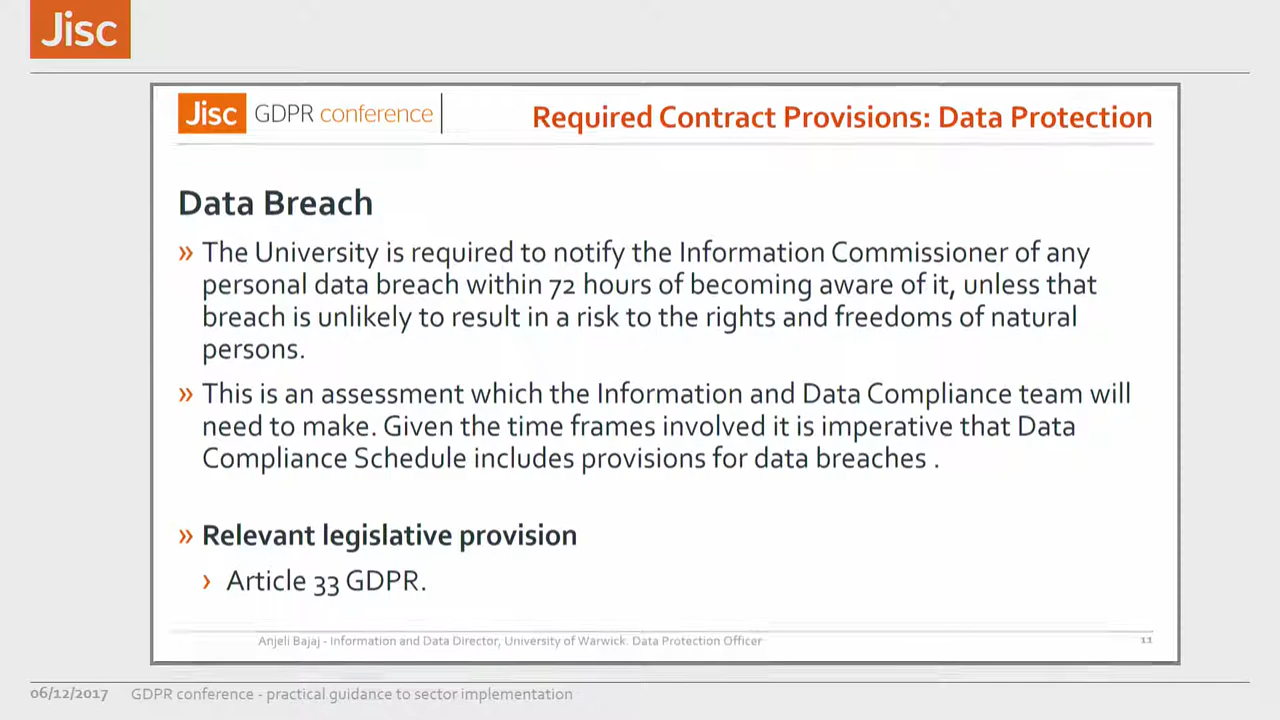 Jisc
Jisc GDPR conference
Required Contract Provisions: Data Protection
Data Breach
» The University is required to notify the Information Commissioner of any
personal data breach within 72 hours of becoming aware of it, unless that
breach is unlikely to result in a risk to the rights and freedoms of natural
persons.
» This is an assessment which the Information and Data Compliance team will
need to make. Given the time frames involved it is imperative that Data
Compliance Schedule includes provisions for data breaches .
» Relevant legislative provision
› Article 33 GDPR.
Anjeli Bajaj - Information and Data Director, University of Warwick. Data Protection Officer
11
06/12/2017 GDPR conference - practical guidance to sector implementation